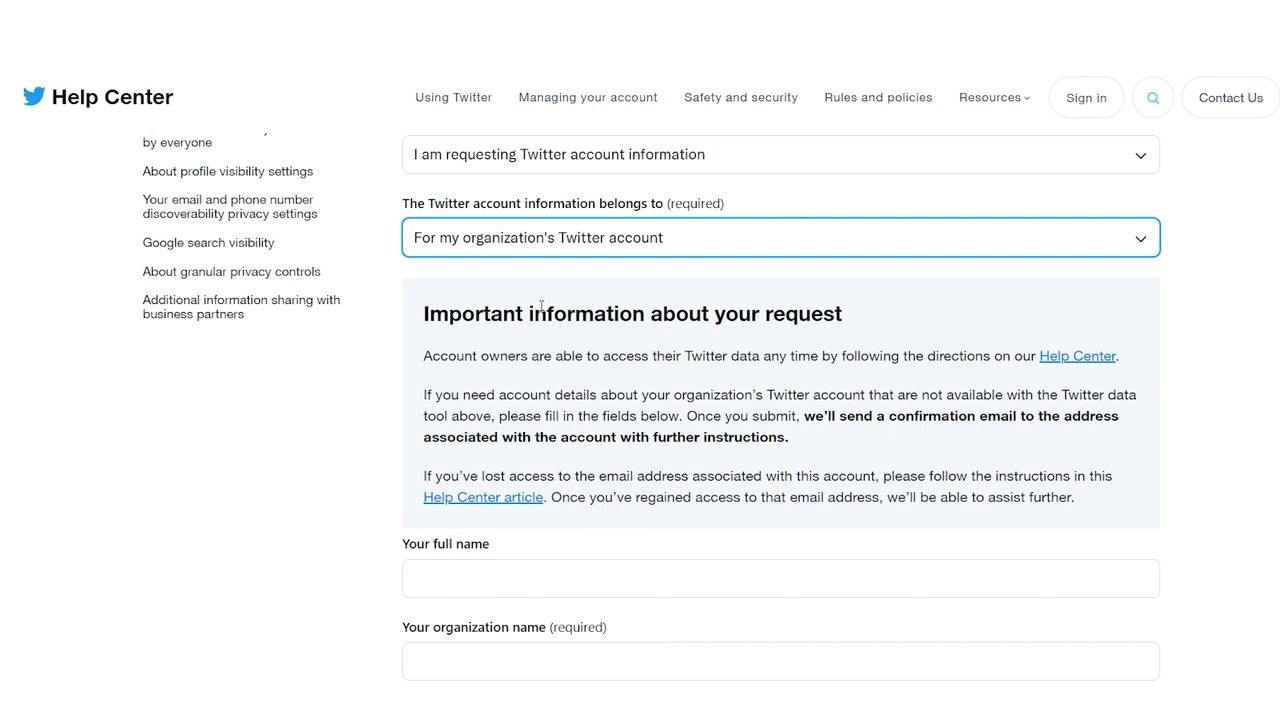 Help Center
Using Twitter
Managing your account
Safety and security
Rules and policies
Resources
Sign in
Contact Us
by everyone
About profile visibility settings
Your email and phone number
discoverability privacy settings
Google search visibility
About granular privacy controls
Additional information sharing with
business partners
I am requesting Twitter account information
The Twitter account information belongs to (required)
For my organization's Twitter account
Important information about your request
Account owners are able to access their Twitter data any time by following the directions on our Help Center.
If you need account details about your organization’s Twitter account that are not available with the Twitter data
tool above, please fill in the fields below. Once you submit, we’ll send a confirmation email to the address
associated with the account with further instructions.
If you’ve lost access to the email address associated with this account, please follow the instructions in this
Help Center article. Once you’ve regained access to that email address, we’ll be able to assist further.
Your full name
Your organization name (required)